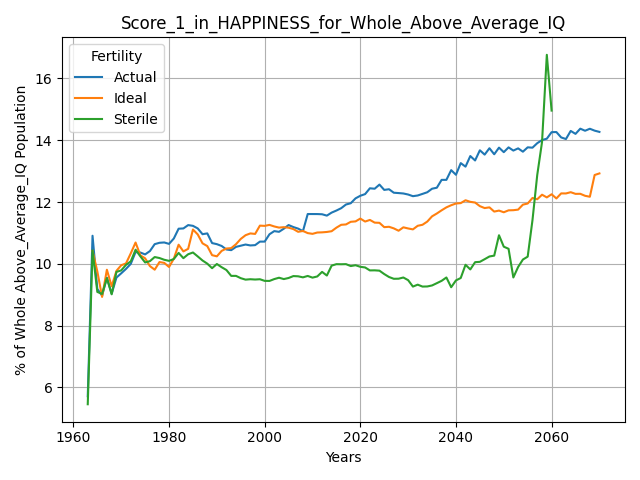 Score_1_in_HAPPINESS_for_Whole_Above_Average_IQ
Fertility
Actual
Ideal
Sterile
% of Whole Above_Average_IQ Population
16
14
12
10
8
6
1960 1980 2000 2020 2040 2060
Years